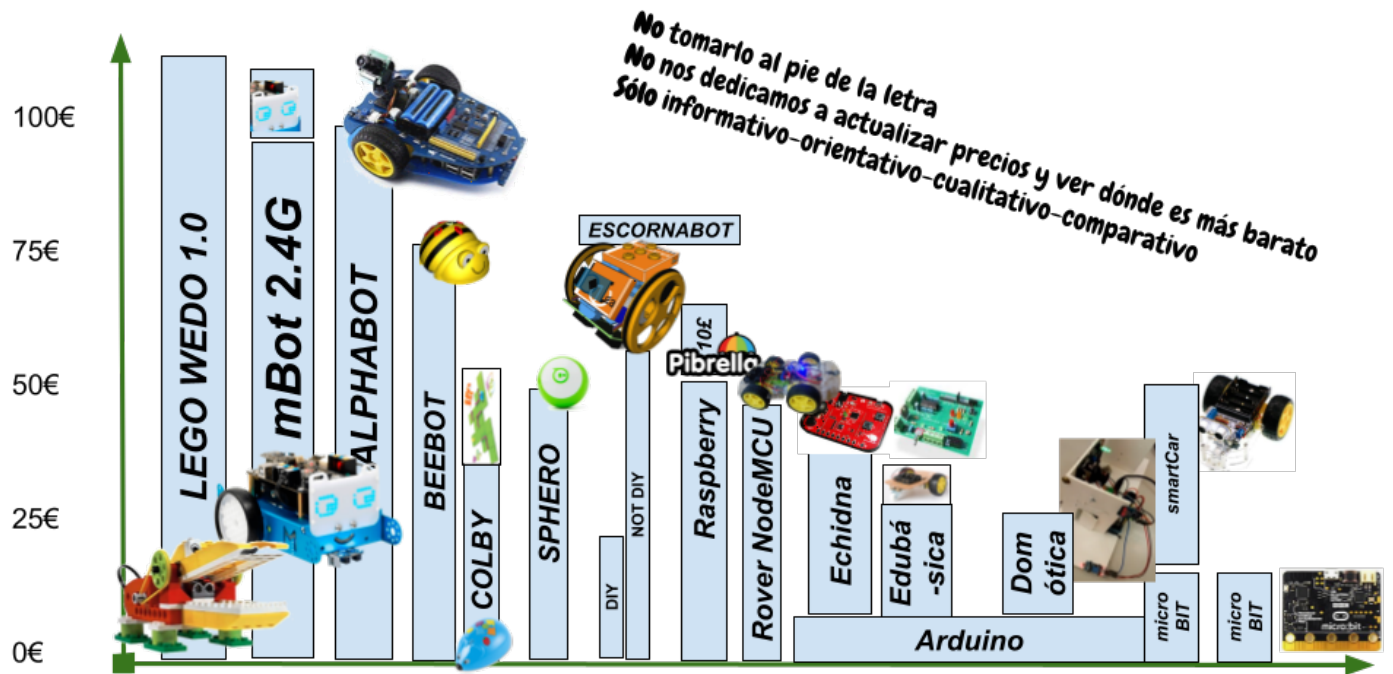 No tomarlo al pie de la letra
No nos dedicamos a actualizar precios y ver dónde es más barato
Sólo informativo-orientativo-cualitativo-comparativo
100€
75€
50€
25€
0€
LEGO WEDO 1.0
mBot 2.4G
ALPHABOT
BEEBOT
COLBY
SPHERO
ESCORNABOT
DIY
NOT DIY
10£
Pibrella
Raspberry
Rover NodeMCU
Echidna
Edubá
-sica
Dom
ótica
Arduino
smartCar
micro
BIT
micro
BIT
micro:bit